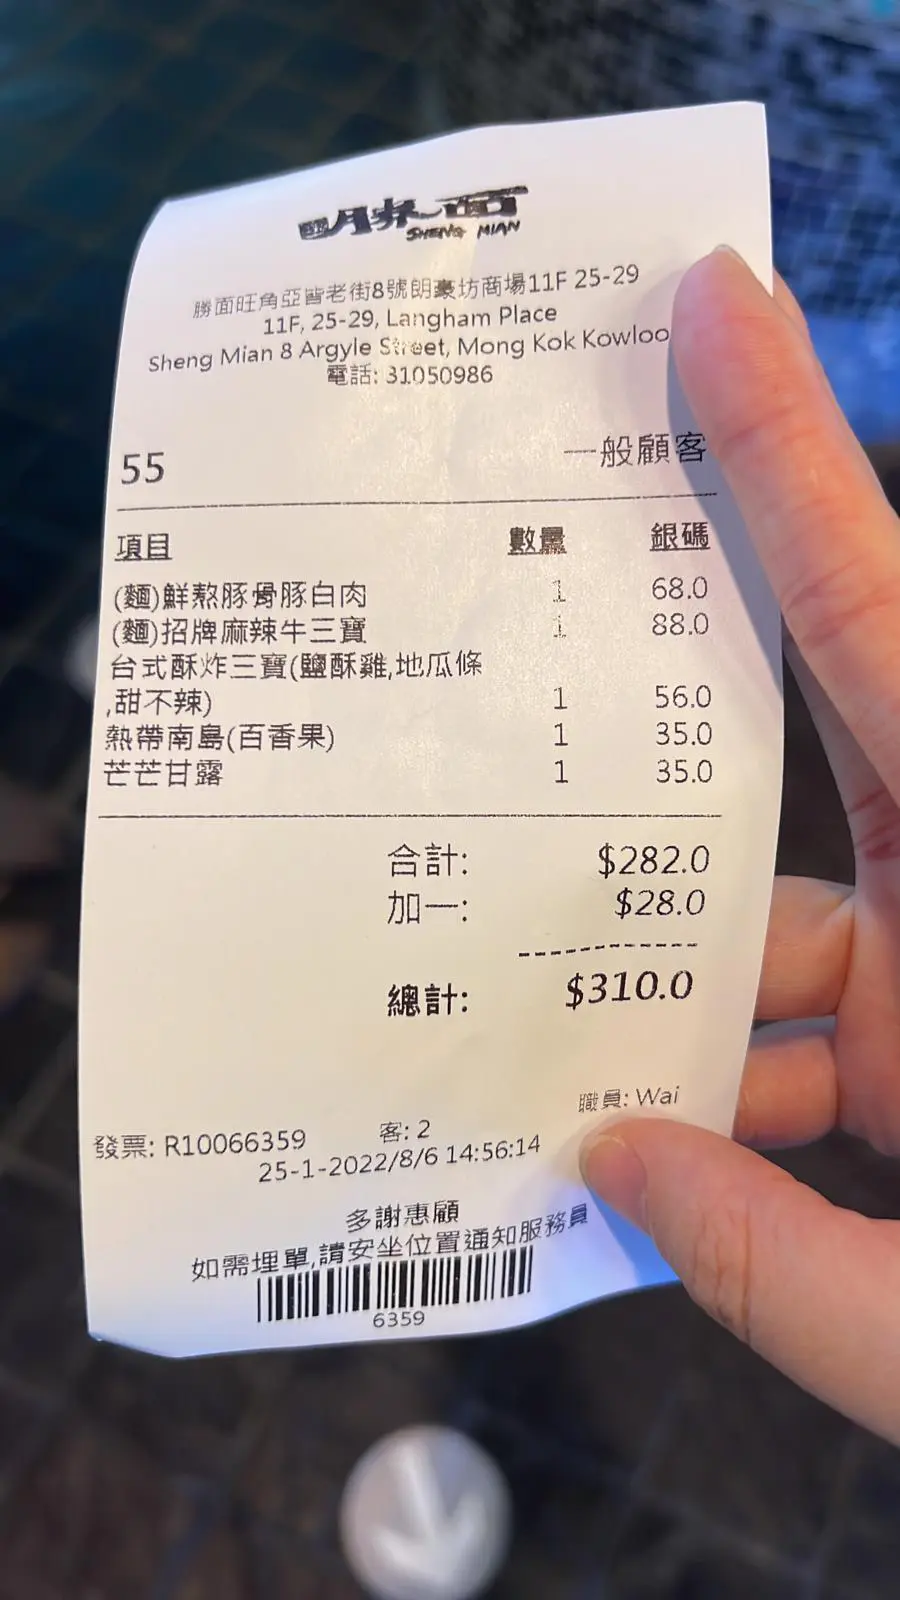 勝面
SHENG MIAN
勝面旺角亞皆老街8號朗豪坊商場11F 25-29
11F, 25-29, Langham Place
Sheng Mian 8 Argyle Street, Mong Kok Kowloo
電話: 31050986
55 一般顧客
項目 數量 銀碼
(麵)鮮熬豚骨豚白肉 1 68.0
(麵)招牌麻辣牛三寶 1 88.0
台式酥炸三寶(鹽酥雞,地瓜條
,甜不辣) 1 56.0
熱帶南島(百香果) 1 35.0
芒芒甘露 1 35.0
合計: $282.0
加一: $28.0
總計: $310.0
職員: Wai
發票: R10066359 客: 2
25-1-2022/8/6 14:56:14
多謝惠顧
如需埋單,請安坐位置通知服務員
6359